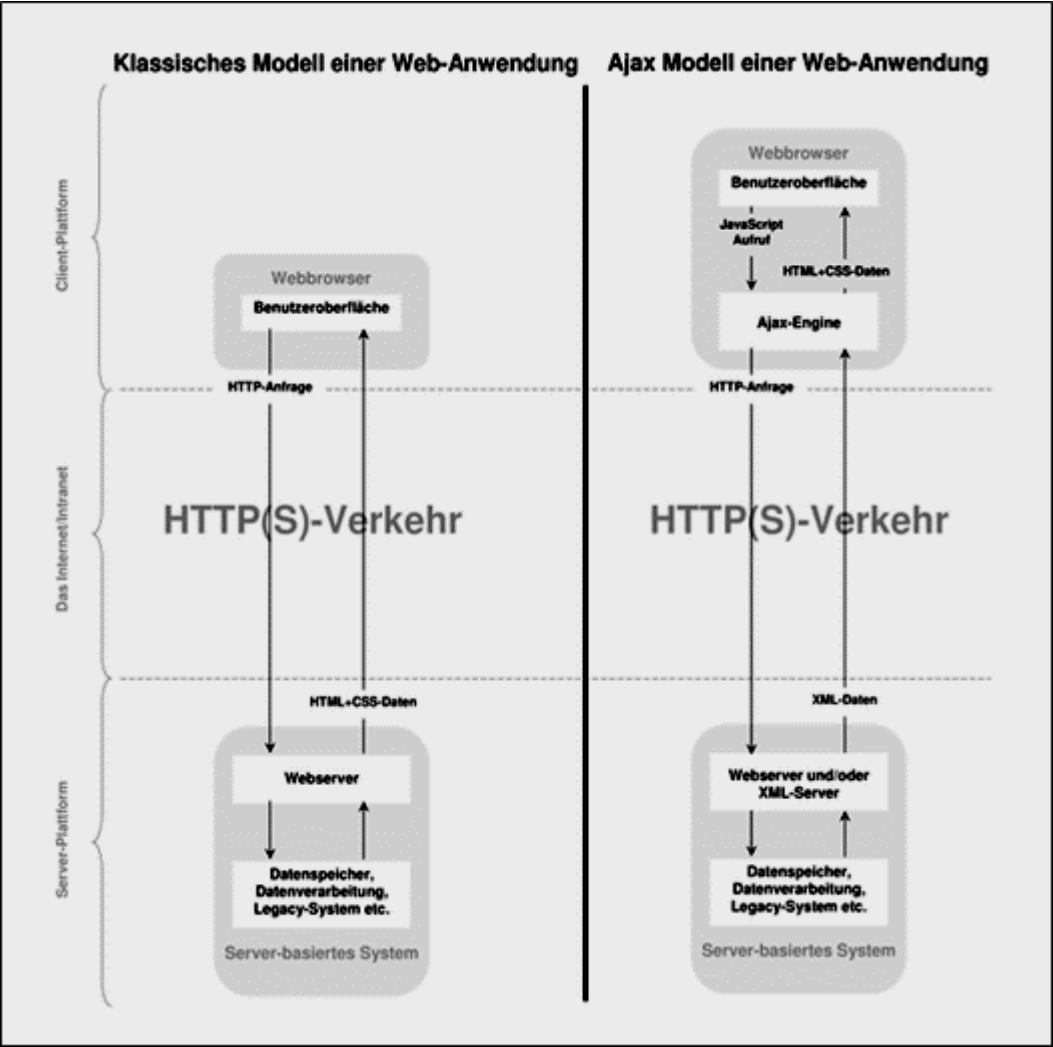 Klassisches Modell einer Web-Anwendung
Ajax Modell einer Web-Anwendung
Client-Plattform
Das Internet/Intranet
Server-Plattform
Webbrowser
Benutzeroberfläche
HTTP-Anfrage
HTTP(S)-Verkehr
HTML+CSS-Daten
Webserver
Datenspeicher,
Datenverarbeitung,
Legacy-System etc.
Server-basiertes System
Webbrowser
Benutzeroberfläche
JavaScript
Aufruf
HTML+CSS-Daten
Ajax-Engine
HTTP-Anfrage
HTTP(S)-Verkehr
XML-Daten
Webserver und/oder
XML-Server
Datenspeicher,
Datenverarbeitung,
Legacy-System etc.
Server-basiertes System